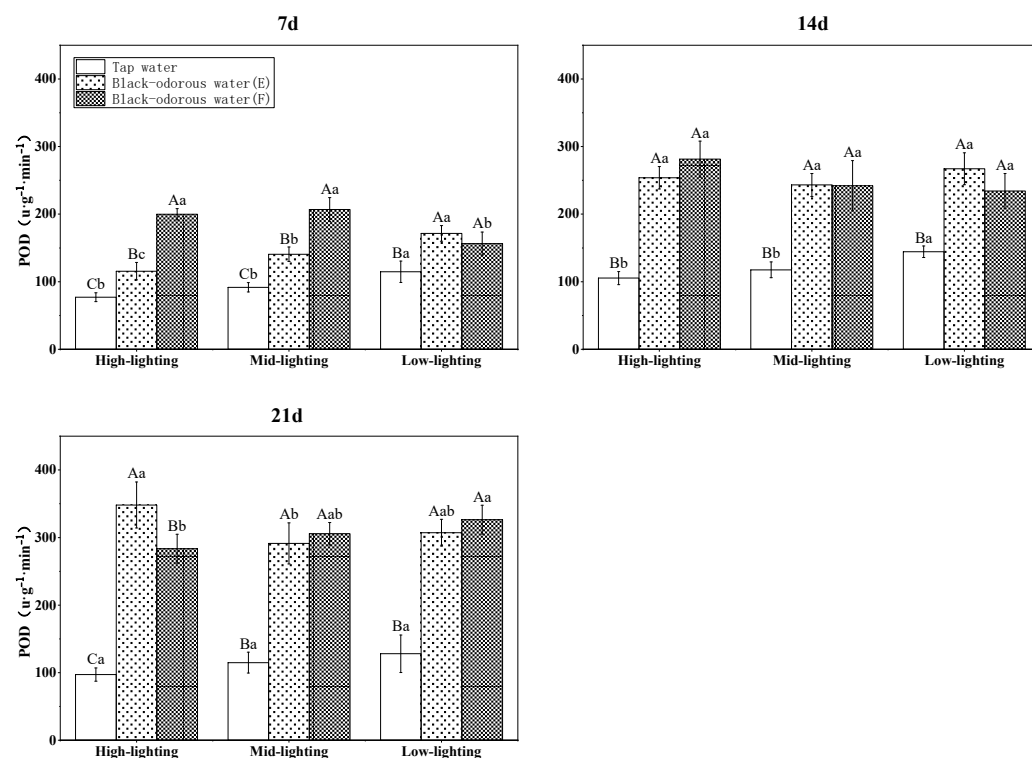 7d
400
300
200
100
0
POD (u·g⁻¹·min⁻¹)
Tap water
Black-odorous water(E)
Black-odorous water(F)
Cb
Bc
Aa
Cb
Bb
Aa
Ba
Aa
Ab
High-lighting
Mid-lighting
Low-lighting
14d
400
300
200
100
0
POD (u·g⁻¹·min⁻¹)
Bb
Aa
Aa
Bb
Aa
Aa
Ba
Aa
Aa
High-lighting
Mid-lighting
Low-lighting
21d
400
300
200
100
0
POD (u·g⁻¹·min⁻¹)
Ca
Aa
Bb
Ba
Ab
Aab
Ba
Aab
Aa
High-lighting
Mid-lighting
Low-lighting